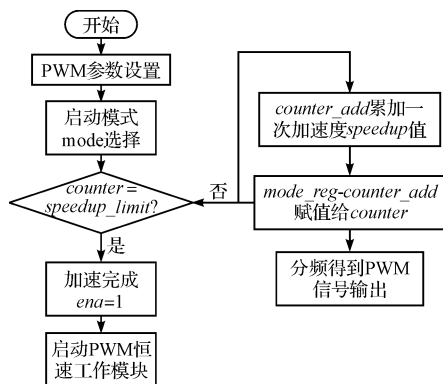 开始
PWM参数设置
启动模式
mode选择
counter =
speedup_limit?
否
是
加速完成
ena=1
启动PWM恒
速工作模块
counter_add累加一
次加速度speedup值
mode_reg-counter_add
赋值给counter
分频得到PWM
信号输出